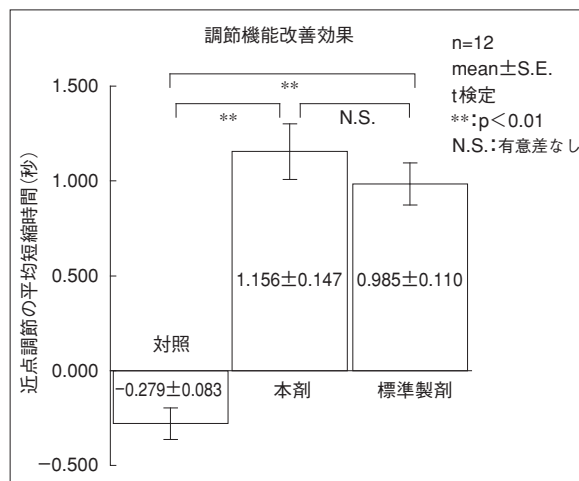 調節機能改善効果
n=12
mean±S.E.
t検定
**:p<0.01
N.S.:有意差なし
**
**
N.S.
近点調節の平均短縮時間(秒)
1.500
1.000
0.500
0.000
−0.500
対照
−0.279±0.083
1.156±0.147
本剤
0.985±0.110
標準製剤